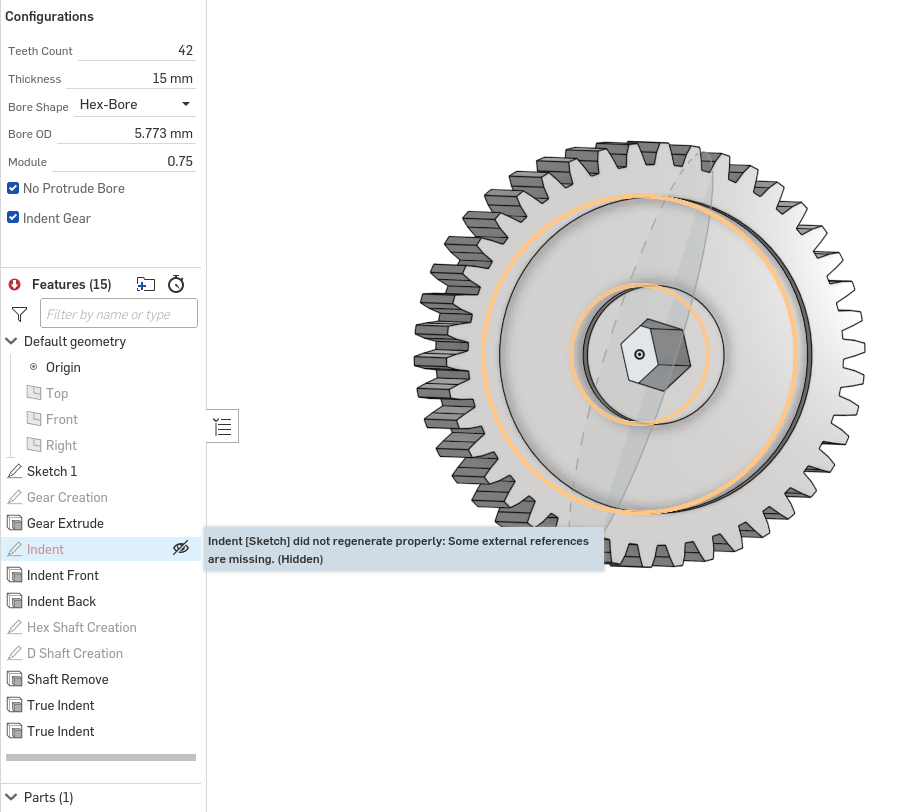 Configurations
Teeth Count 42
Thickness 15 mm
Bore Shape Hex-Bore
Bore OD 5.773 mm
Module 0.75
No Protrude Bore
Indent Gear
Features (15)
Filter by name or type
Default geometry
Origin
Top
Front
Right
Sketch 1
Gear Creation
Gear Extrude
Indent
Indent [Sketch] did not regenerate properly: Some external references
are missing. (Hidden)
Indent Front
Indent Back
Hex Shaft Creation
D Shaft Creation
Shaft Remove
True Indent
True Indent
Parts (1)